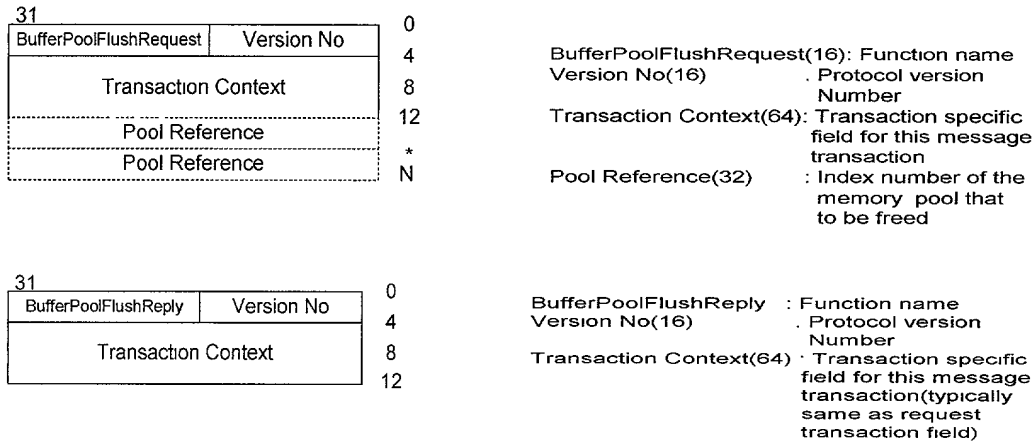 31
0
BufferPoolFlushRequest Version No
4
Transaction Context
8
12
Pool Reference
*
Pool Reference
N
BufferPoolFlushRequest(16): Function name
Version No(16) . Protocol version
Number
Transaction Context(64): Transaction specific
field for this message
transaction
Pool Reference(32) : Index number of the
memory pool that
to be freed
31
0
BufferPoolFlushReply Version No
4
Transaction Context
8
12
BufferPoolFlushReply : Function name
Version No(16) . Protocol version
Number
Transaction Context(64) : Transaction specific
field for this message
transaction(typically
same as request
transaction field)